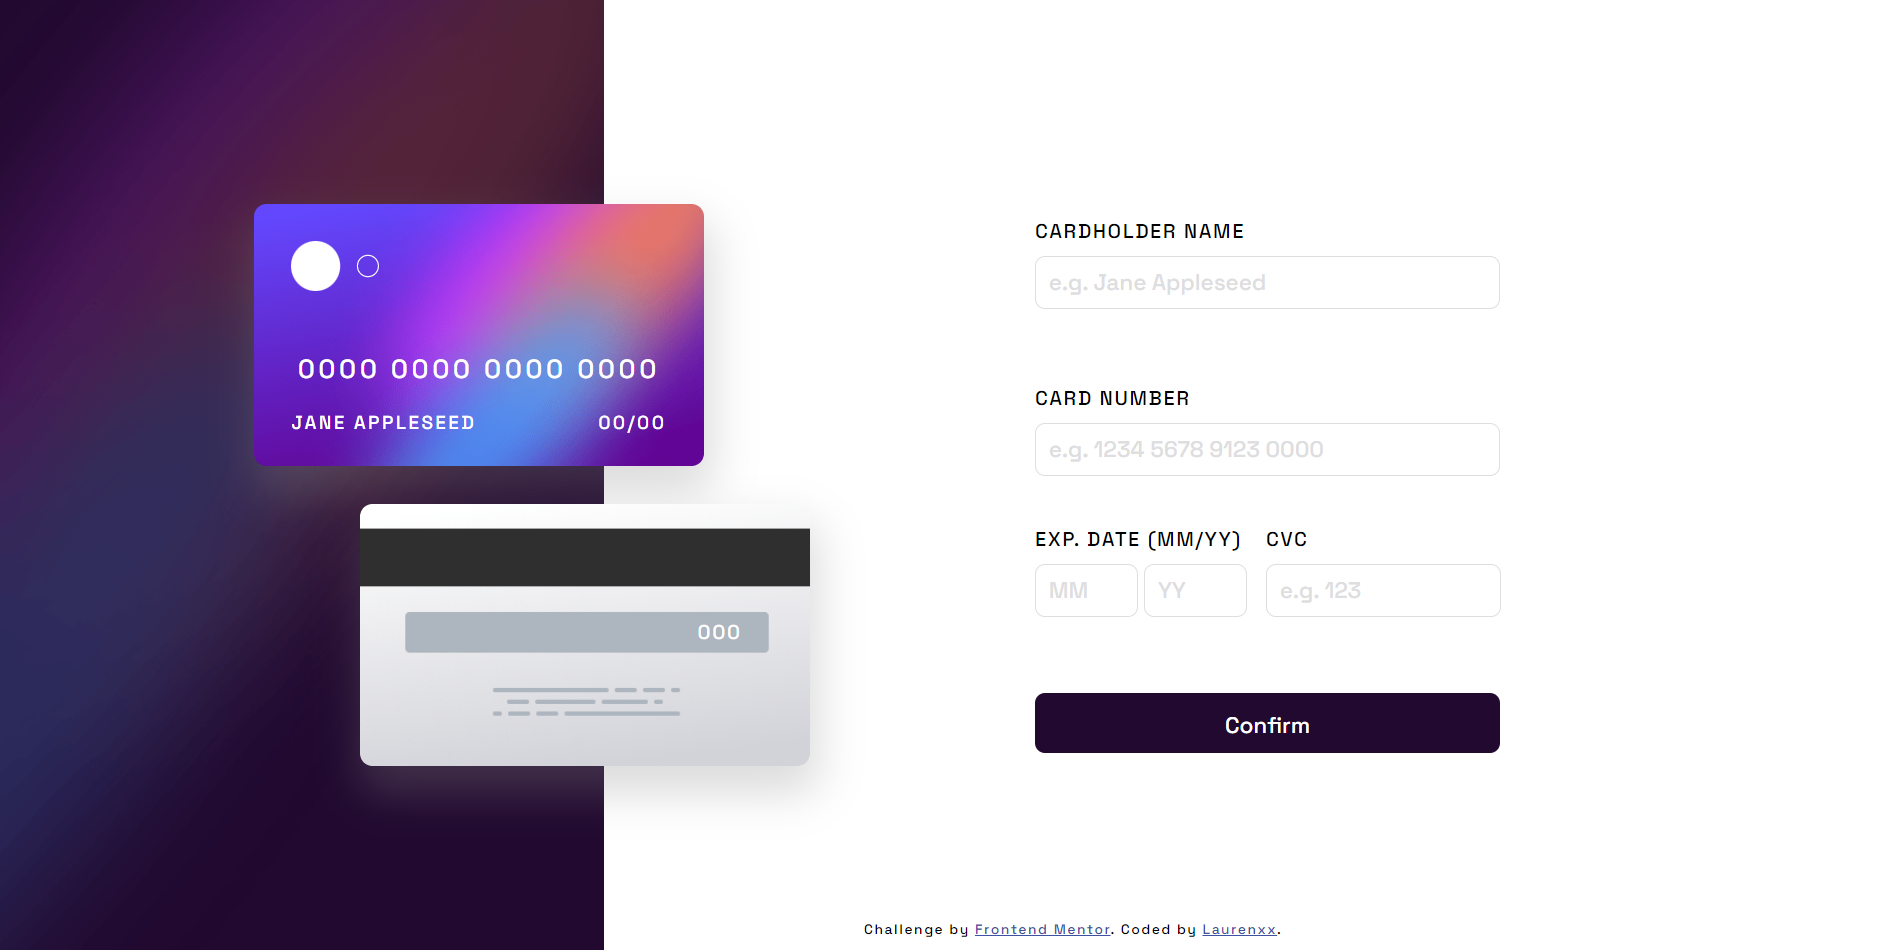 0000 0000 0000 0000
JANE APPLESEED 00/00
000
CARDHOLDER NAME
e.g. Jane Appleseed
CARD NUMBER
e.g. 1234 5678 9123 0000
EXP. DATE (MM/YY) CVC
MM YY e.g. 123
Confirm
Challenge by Frontend Mentor. Coded by Laurenxx.